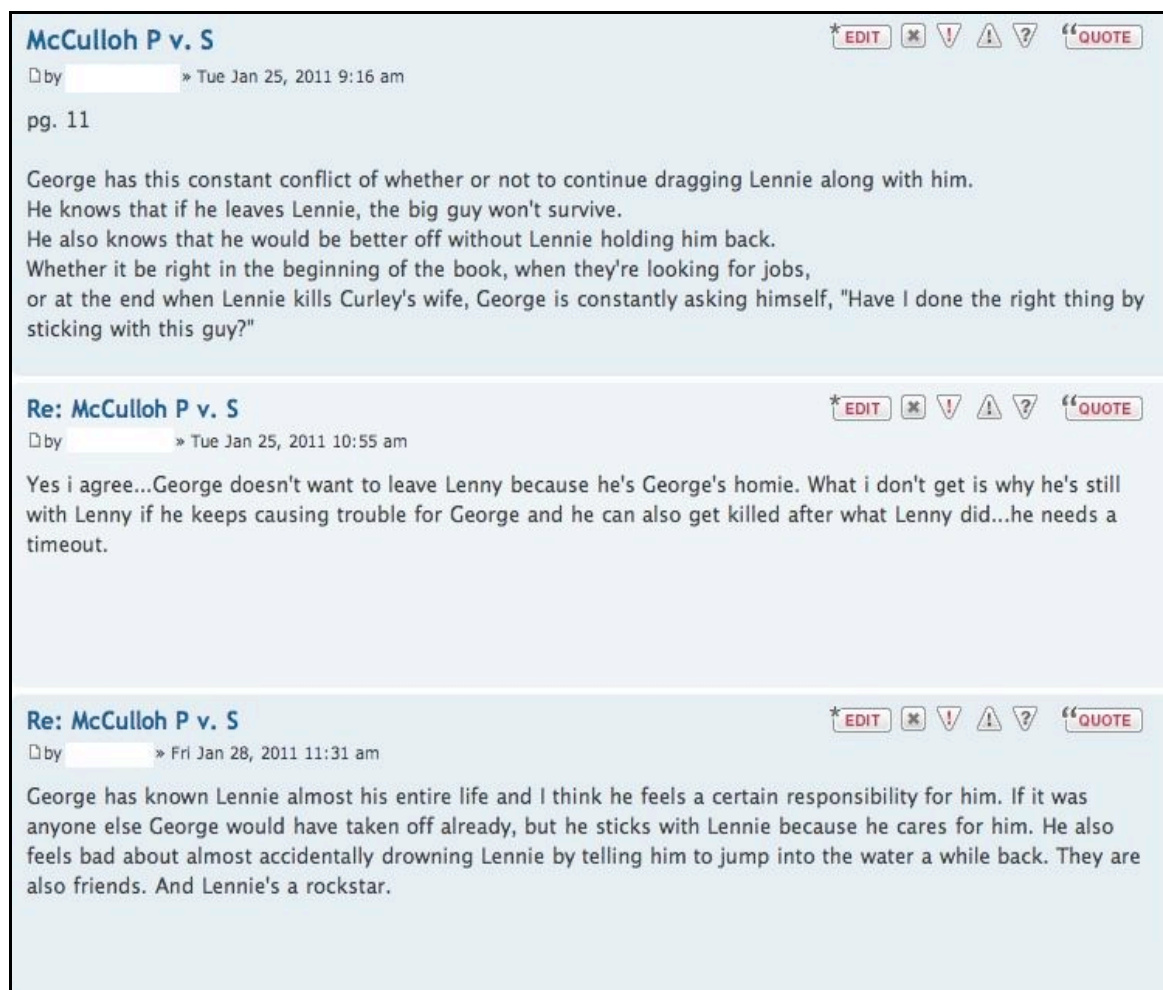 McCulloh P v. S
* EDIT ! ! ? “QUOTE
by » Tue Jan 25, 2011 9:16 am
pg. 11
George has this constant conflict of whether or not to continue dragging Lennie along with him.
He knows that if he leaves Lennie, the big guy won't survive.
He also knows that he would be better off without Lennie holding him back.
Whether it be right in the beginning of the book, when they're looking for jobs,
or at the end when Lennie kills Curley's wife, George is constantly asking himself, "Have I done the right thing by
sticking with this guy?"
Re: McCulloh P v. S
* EDIT ! ! ? “QUOTE
by » Tue Jan 25, 2011 10:55 am
Yes i agree...George doesn't want to leave Lenny because he's George's homie. What i don't get is why he's still
with Lenny if he keeps causing trouble for George and he can also get killed after what Lenny did...he needs a
timeout.
Re: McCulloh P v. S
* EDIT ! ! ? “QUOTE
by » Fri Jan 28, 2011 11:31 am
George has known Lennie almost his entire life and I think he feels a certain responsibility for him. If it was
anyone else George would have taken off already, but he sticks with Lennie because he cares for him. He also
feels bad about almost accidentally drowning Lennie by telling him to jump into the water a while back. They are
also friends. And Lennie's a rockstar.